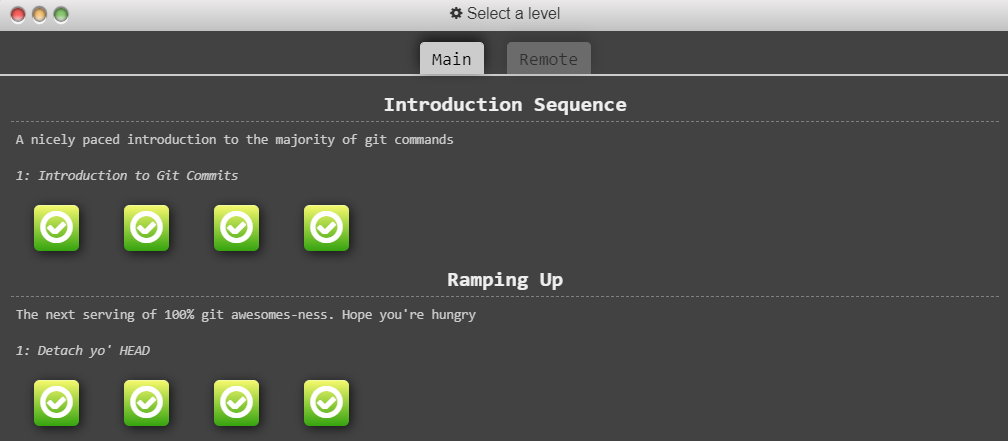 Select a level
Main Remote
Introduction Sequence
A nicely paced introduction to the majority of git commands
1: Introduction to Git Commits
Ramping Up
The next serving of 100% git awesomes-ness. Hope you're hungry
1: Detach yo' HEAD